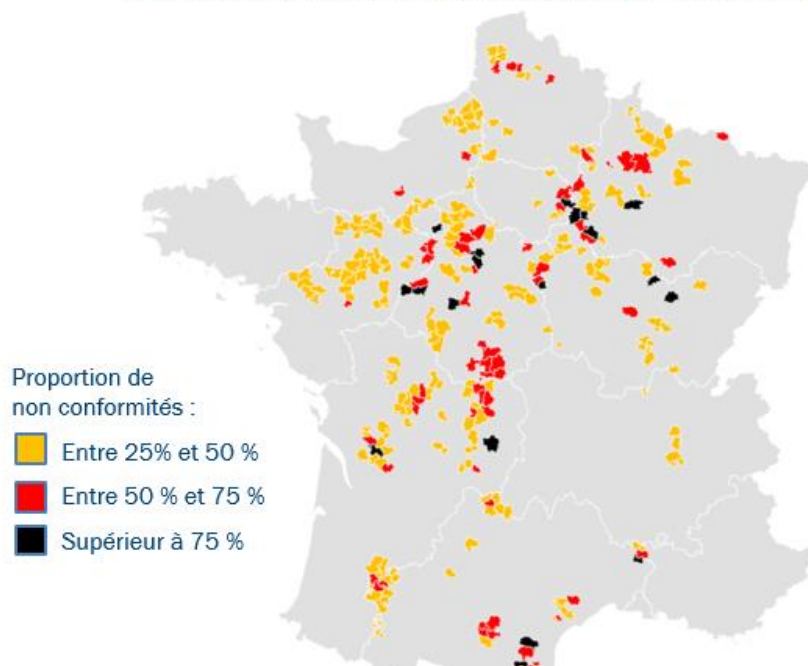 Proportion de
non conformités :
Entre 25% et 50 %
Entre 50 % et 75 %
Supérieur à 75 %